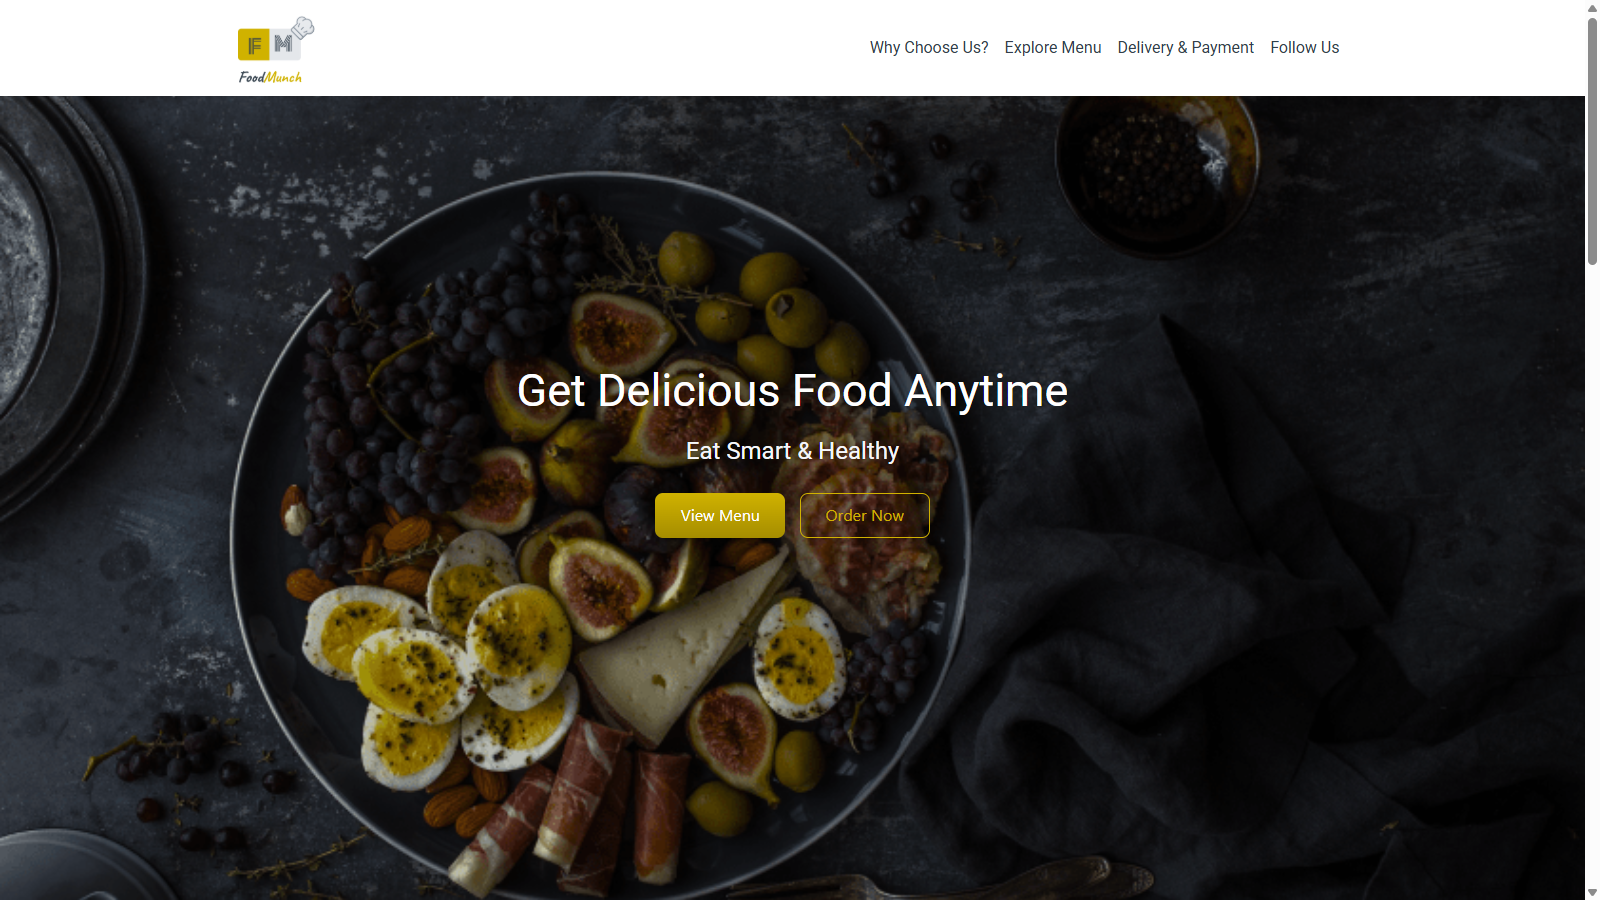 F M
FoodMunch
Why Choose Us? Explore Menu Delivery & Payment Follow Us
Get Delicious Food Anytime
Eat Smart & Healthy
View Menu Order Now